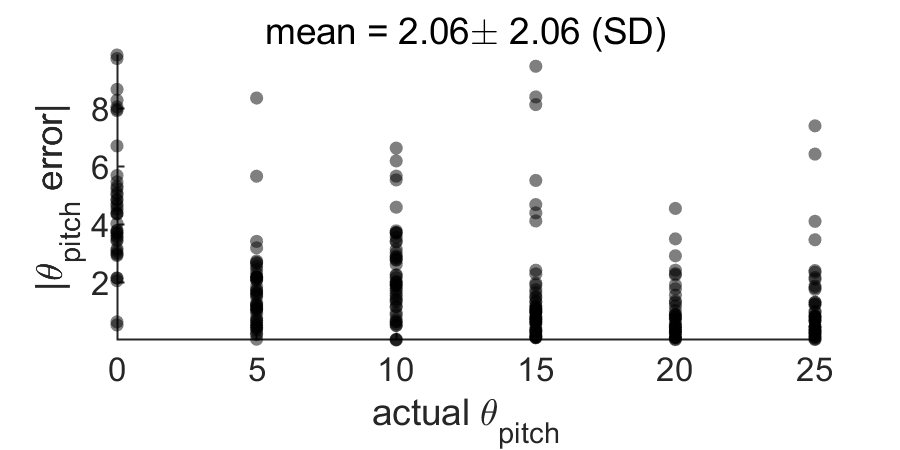 mean = 2.06± 2.06 (SD)
|θpitch error|
8
6
4
2
0 5 10 15 20 25
actual θpitch